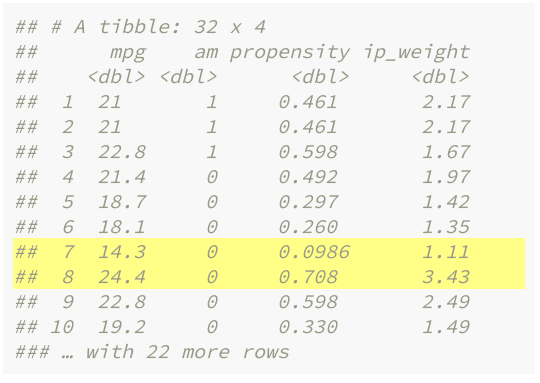 ## # A tibble: 32 x 4
##       mpg    am propensity ip_weight
##     <dbl> <dbl>      <dbl>     <dbl>
##  1  21        1     0.461       2.17
##  2  21        1     0.461       2.17
##  3  22.8      1     0.598       1.67
##  4  21.4      0     0.492       1.97
##  5  18.7      0     0.297       1.42
##  6  18.1      0     0.260       1.35
##  7  14.3      0     0.0986      1.11
##  8  24.4      0     0.708       3.43
##  9  22.8      0     0.598       2.49
## 10  19.2      0     0.330       1.49
### … with 22 more rows